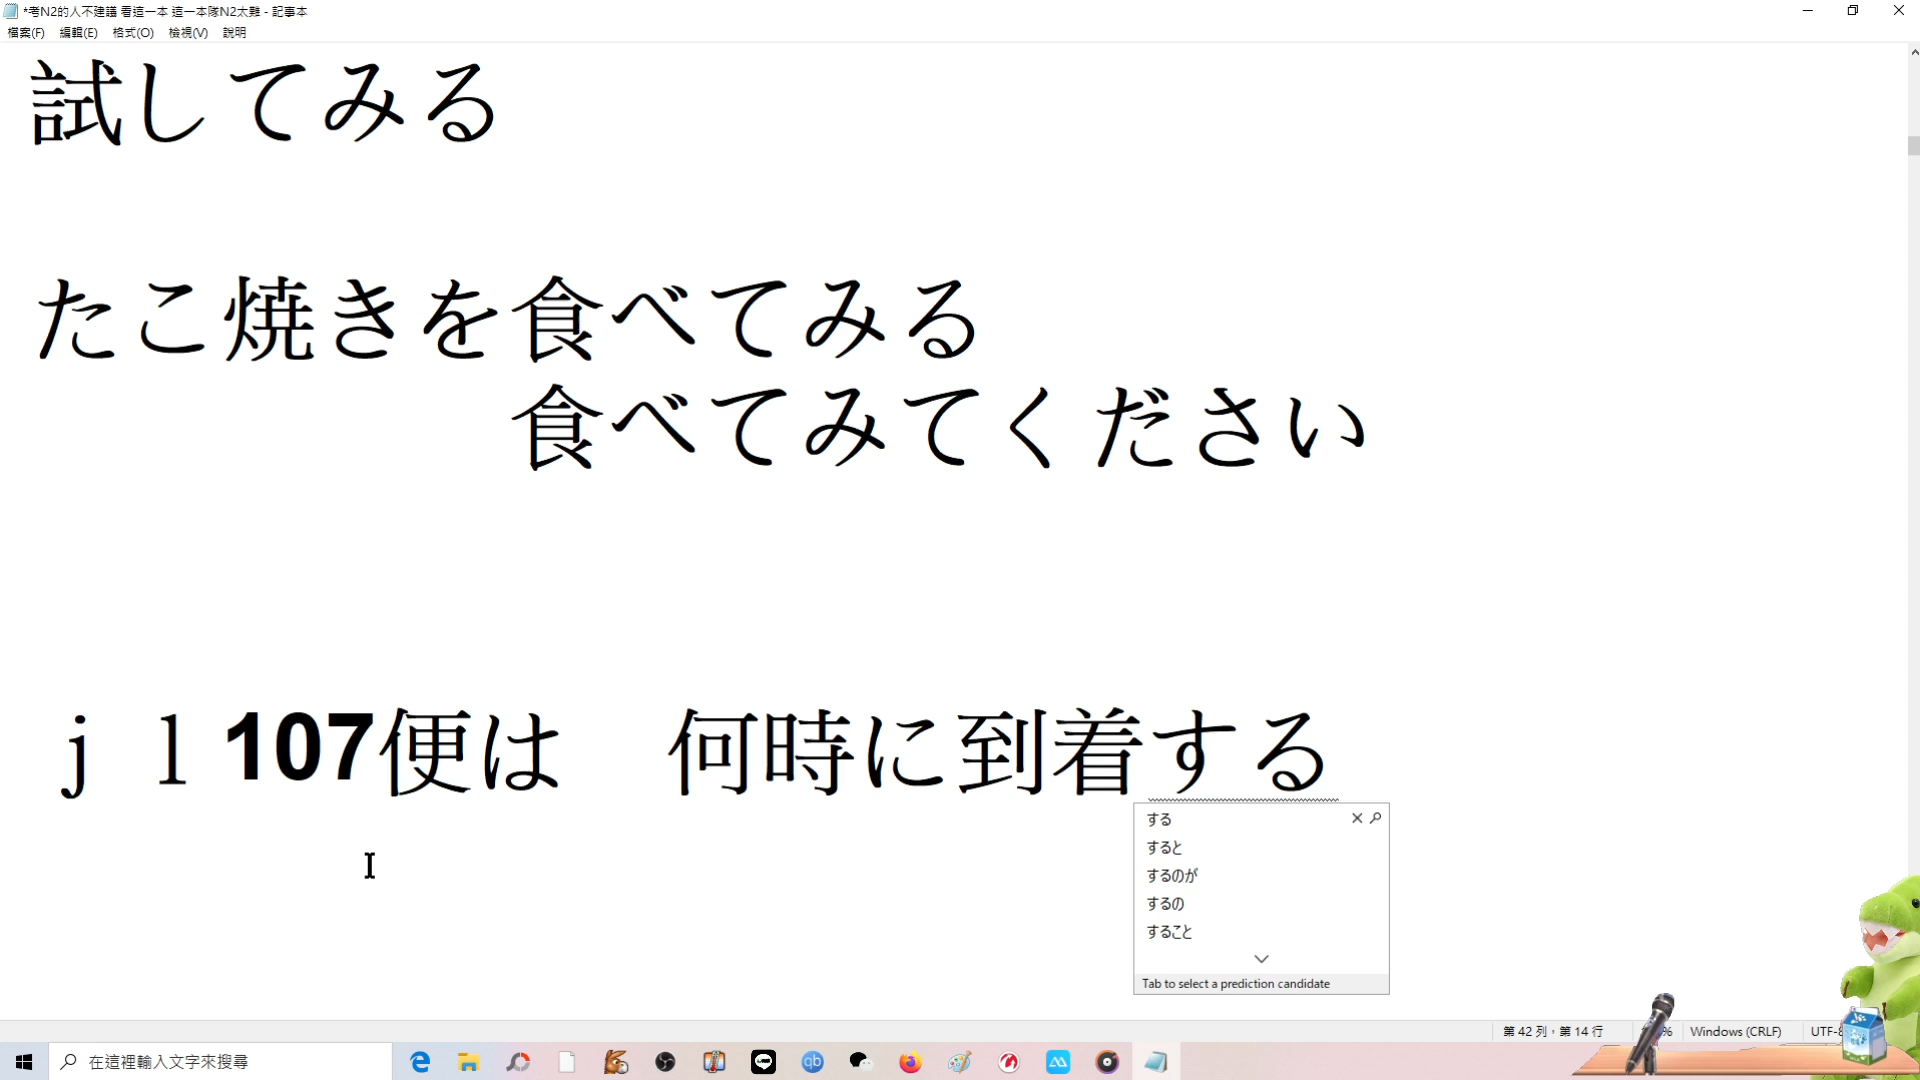 *考N2的人不建議 看這一本 這一本隊N2太難 - 記事本
檔案(F) 編輯(E) 格式(O) 檢視(V) 說明
試してみる
たこ焼きを食べてみる
食べてみてください
ｊｌ107便は　何時に到着する
する
すると
するのが
するの
すること
Tab to select a prediction candidate
第 42 列，第 14 行 % Windows (CRLF) UTF-8
在這裡輸入文字來搜尋
qb